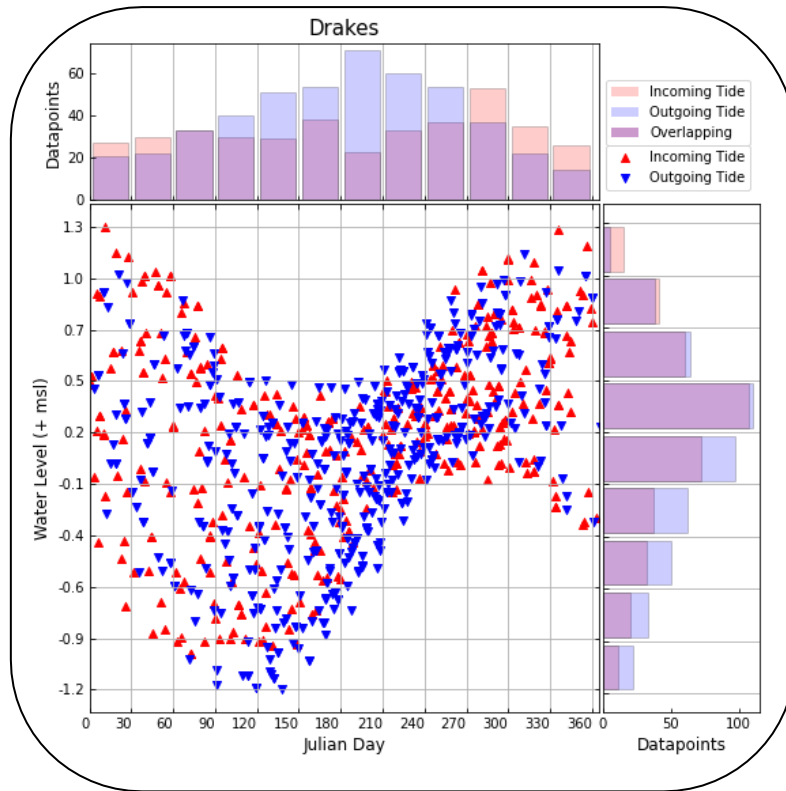 Drakes
Datapoints
60
40
20
0
Incoming Tide
Outgoing Tide
Overlapping
Incoming Tide
Outgoing Tide
Water Level (+ msl)
1.3
1.0
0.7
0.5
0.2
-0.1
-0.4
-0.6
-0.9
-1.2
0 30 60 90 120 150 180 210 240 270 300 330 360
Julian Day
0 50 100
Datapoints